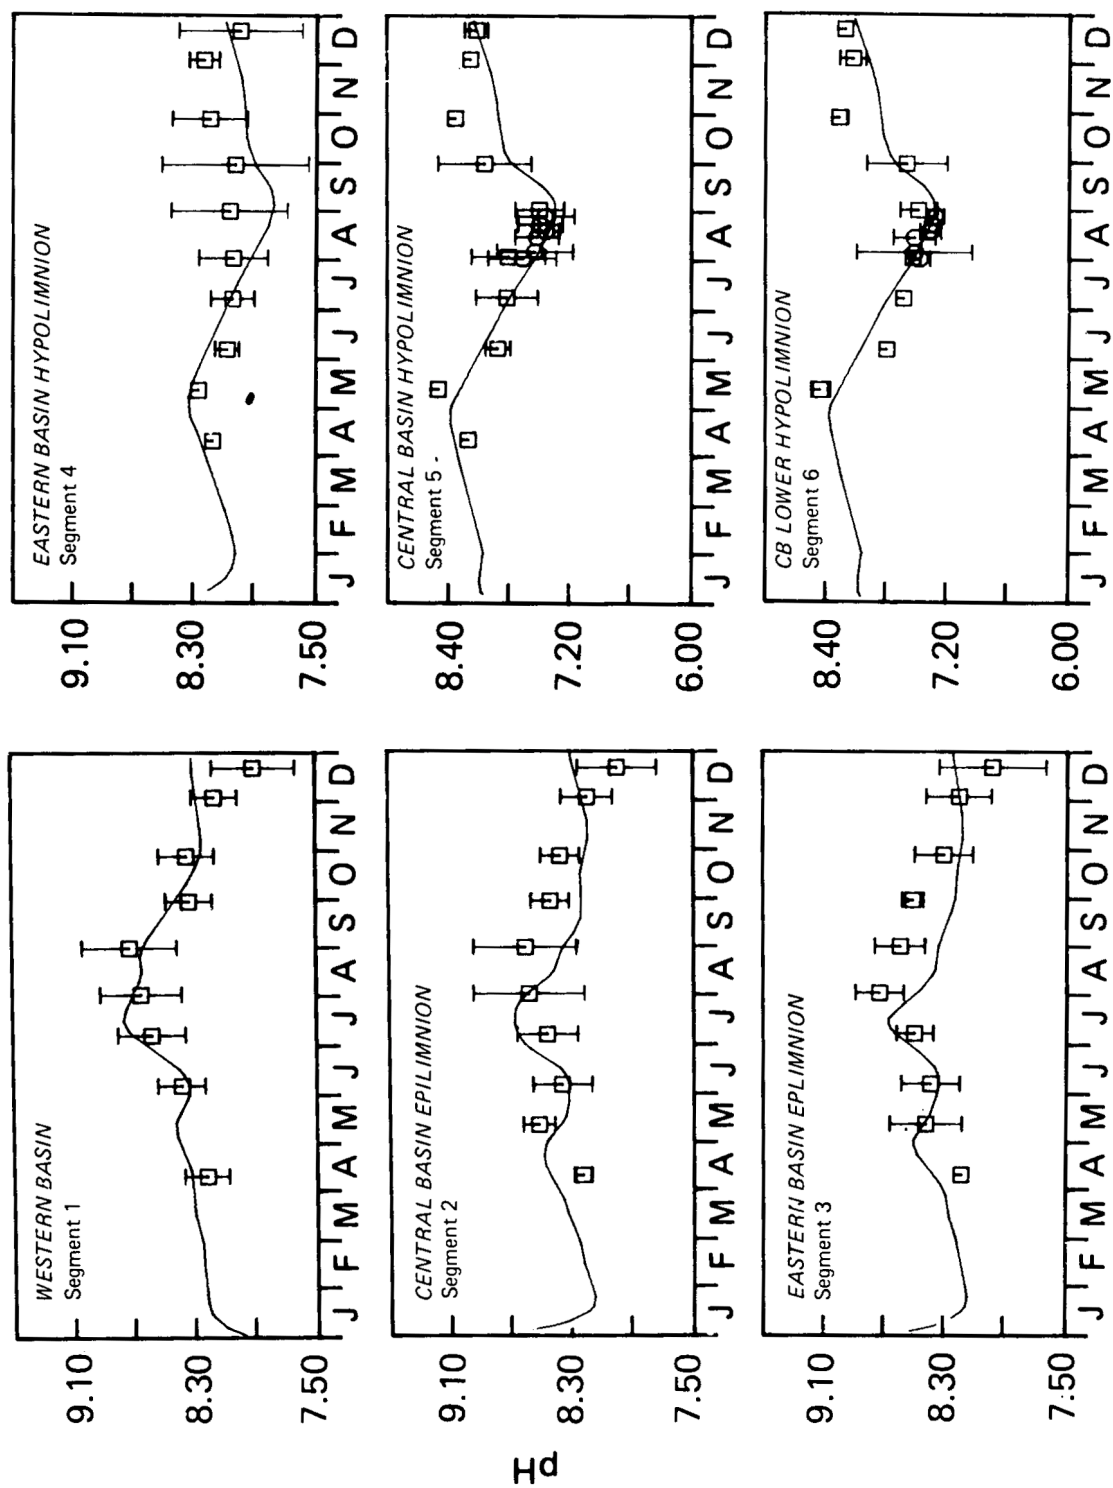 pH
WESTERN BASIN
Segment 1
9.10
8.30
7.50
J F M A M J J A S O N D
CENTRAL BASIN EPILIMNION
Segment 2
9.10
8.30
7.50
J F M A M J J A S O N D
EASTERN BASIN EPLIMNION
Segment 3
9.10
8.30
7.50
J F M A M J J A S O N D
EASTERN BASIN HYPOLIMNION
Segment 4
9.10
8.30
7.50
J F M A M J J A S O N D
CENTRAL BASIN HYPOLIMNION
Segment 5 -
8.40
7.20
6.00
J F M A M J J A S O N D
CB LOWER HYPOLIMNION
Segment 6
8.40
7.20
6.00
J F M A M J J A S O N D